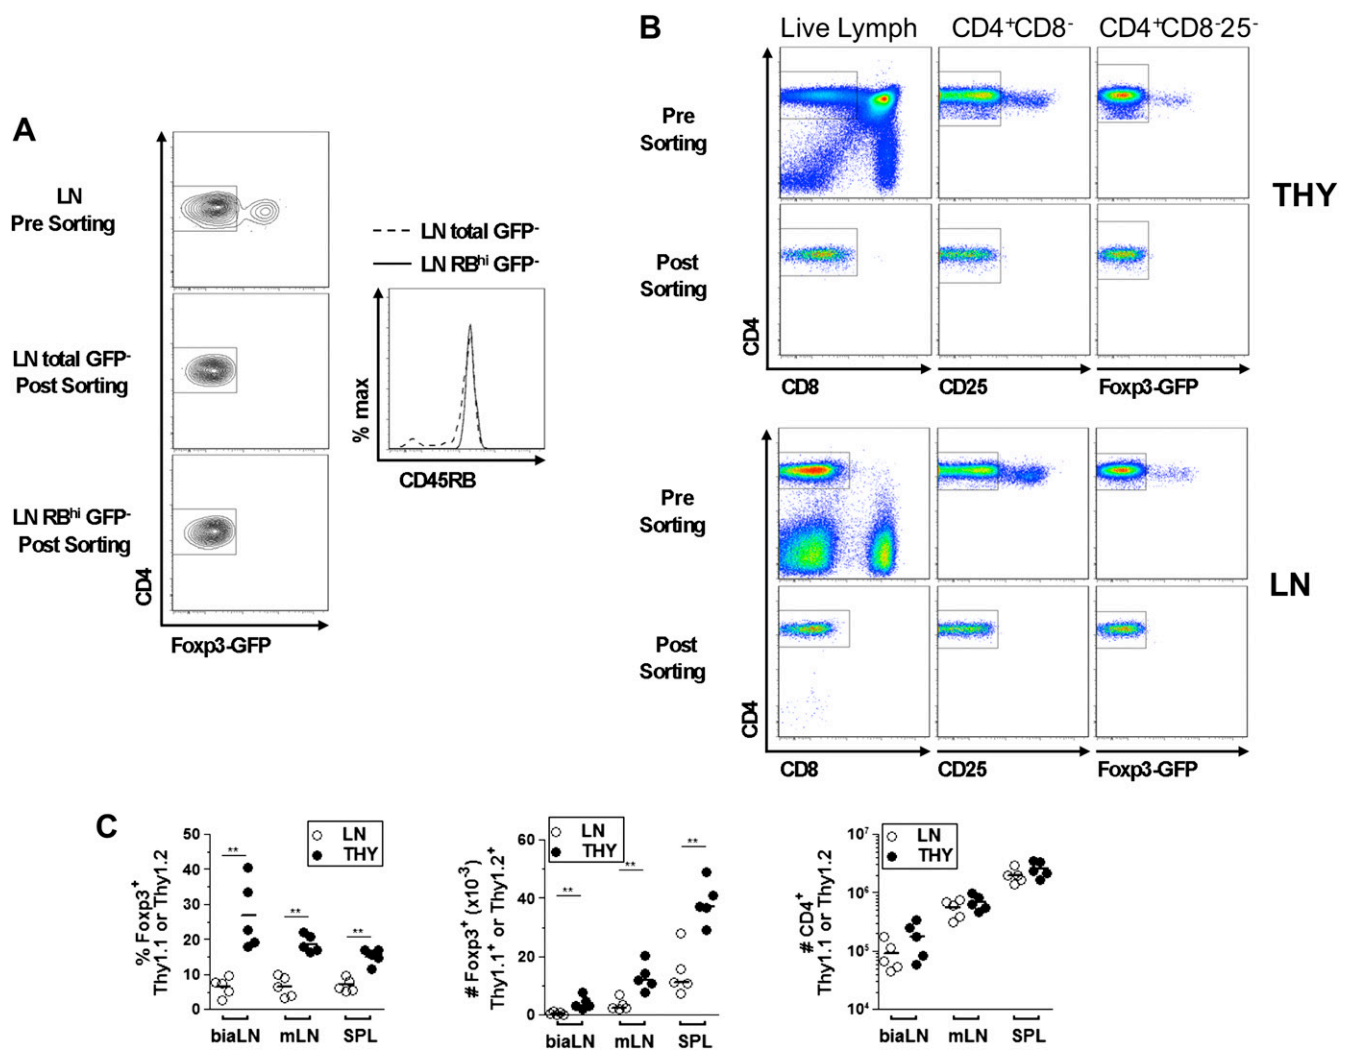 A
LN
Pre Sorting
LN total GFP-
Post Sorting
LN RBhi GFP-
Post Sorting
CD4
Foxp3-GFP
LN total GFP-
LN RBhi GFP-
% max
CD45RB
B
Live Lymph
CD4+CD8-
CD4+CD8-25-
Pre
Sorting
Post
Sorting
THY
CD4
CD8
CD25
Foxp3-GFP
Pre
Sorting
Post
Sorting
LN
CD4
CD8
CD25
Foxp3-GFP
C
% Foxp3+
Thy1.1 or Thy1.2
50
40
30
20
10
0
LN
THY
**
**
**
biaLN
mLN
SPL
# Foxp3+ (x10-3)
Thy1.1+ or Thy1.2+
60
40
20
0
LN
THY
**
**
**
biaLN
mLN
SPL
# CD4+
Thy1.1 or Thy1.2
107
106
105
104
LN
THY
biaLN
mLN
SPL